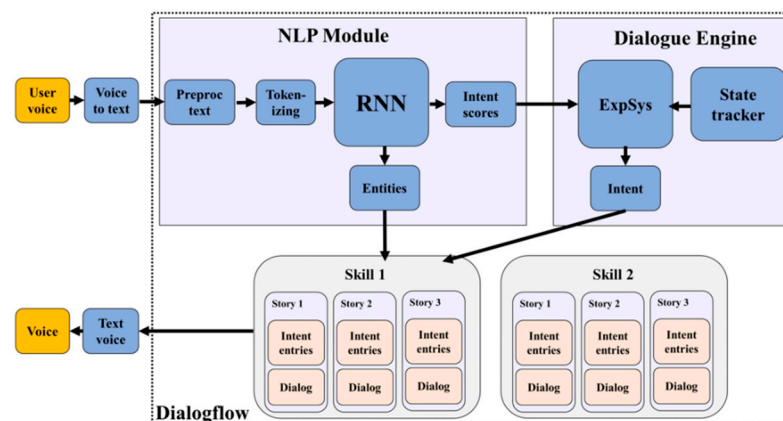 NLP Module
Dialogue Engine
User
voice
Voice
to text
Preproc
text
Token-
izing
RNN
Intent
scores
ExpSys
State
tracker
Entities
Intent
Skill 1
Story 1
Story 2
Story 3
Intent
entries
Intent
entries
Intent
entries
Dialog
Dialog
Dialog
Skill 2
Story 1
Story 2
Story 3
Intent
entries
Intent
entries
Intent
entries
Dialog
Dialog
Dialog
Voice
Text
voice
Dialogflow